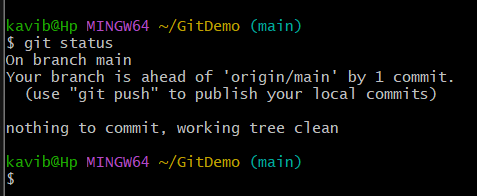 kavib@Hp MINGW64 ~/GitDemo (main)
$ git status
On branch main
Your branch is ahead of 'origin/main' by 1 commit.
  (use "git push" to publish your local commits)

nothing to commit, working tree clean

kavib@Hp MINGW64 ~/GitDemo (main)
$